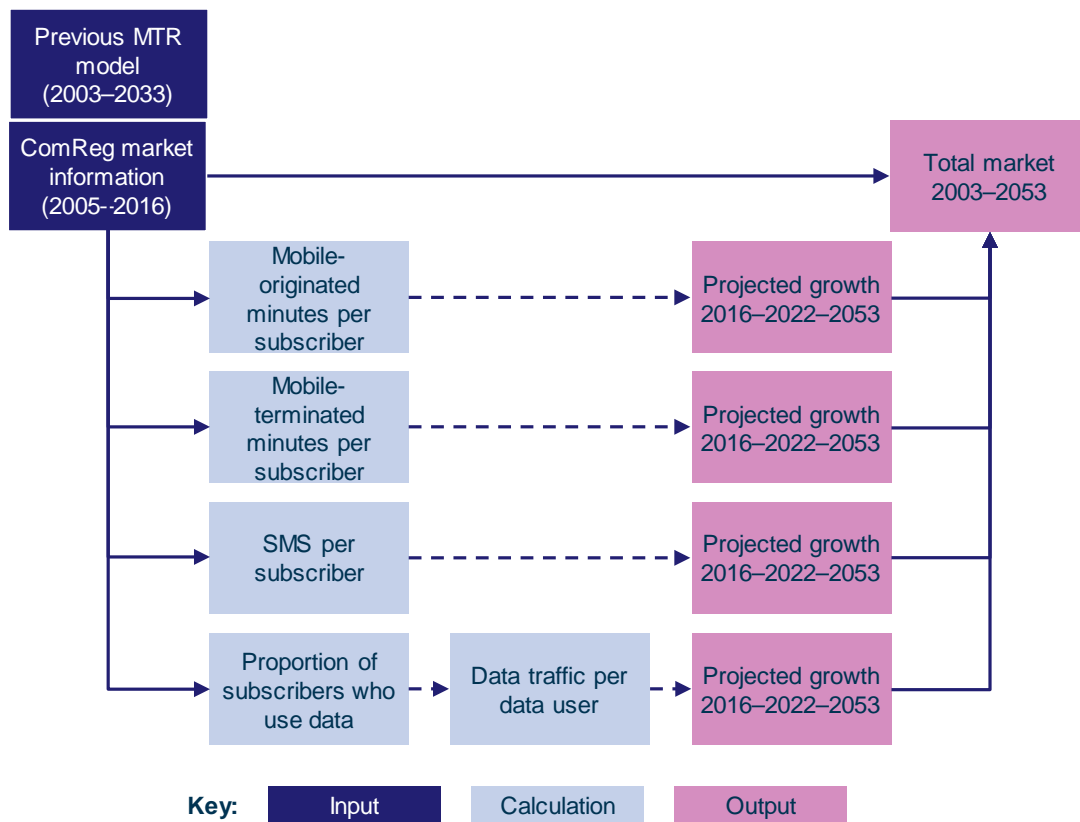 Previous MTR
model
(2003–2033)
ComReg market
information
(2005--2016)
Total market
2003–2053
Mobile-
originated
minutes per
subscriber
Projected growth
2016–2022–2053
Mobile-
terminated
minutes per
subscriber
Projected growth
2016–2022–2053
SMS per
subscriber
Projected growth
2016–2022–2053
Proportion of
subscribers who
use data
Data traffic per
data user
Projected growth
2016–2022–2053
Key:
Input
Calculation
Output